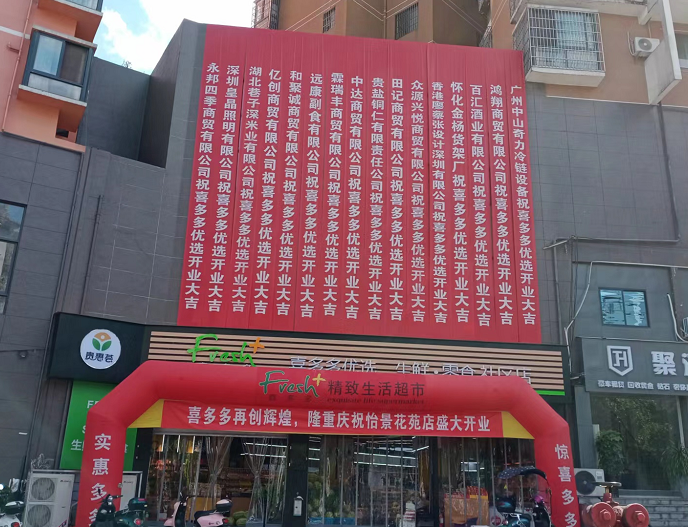 广州中山奇力冷链设备祝喜多多优选开业大吉
鸿翔商贸有限公司祝喜多多优选开业大吉
百汇酒业有限公司祝喜多多优选开业大吉
怀化金杨货架厂祝喜多多优选开业大吉
香港廖豪张设计深圳有限公司祝喜多多优选开业大吉
众源兴悦商贸有限公司祝喜多多优选开业大吉
田记商贸有限公司祝喜多多优选开业大吉
贵盐铜仁有限责任公司祝喜多多优选开业大吉
中达商贸有限公司祝喜多多优选开业大吉
霖瑞丰商贸有限公司祝喜多多优选开业大吉
远康副食有限公司祝喜多多优选开业大吉
和聚诚商贸有限公司祝喜多多优选开业大吉
亿创商贸有限公司祝喜多多优选开业大吉
湖北巷子深米业有限公司祝喜多多优选开业大吉
深圳皇晶照明有限公司祝喜多多优选开业大吉
永邦四季商贸有限公司祝喜多多优选开业大吉
贵惠荟
Fresh+
喜多多优选 生鲜
Fresh+ 精致生活超市
喜多多再创辉煌，隆重庆祝怡景花苑店盛大开业
实惠多多
惊喜多多
聚